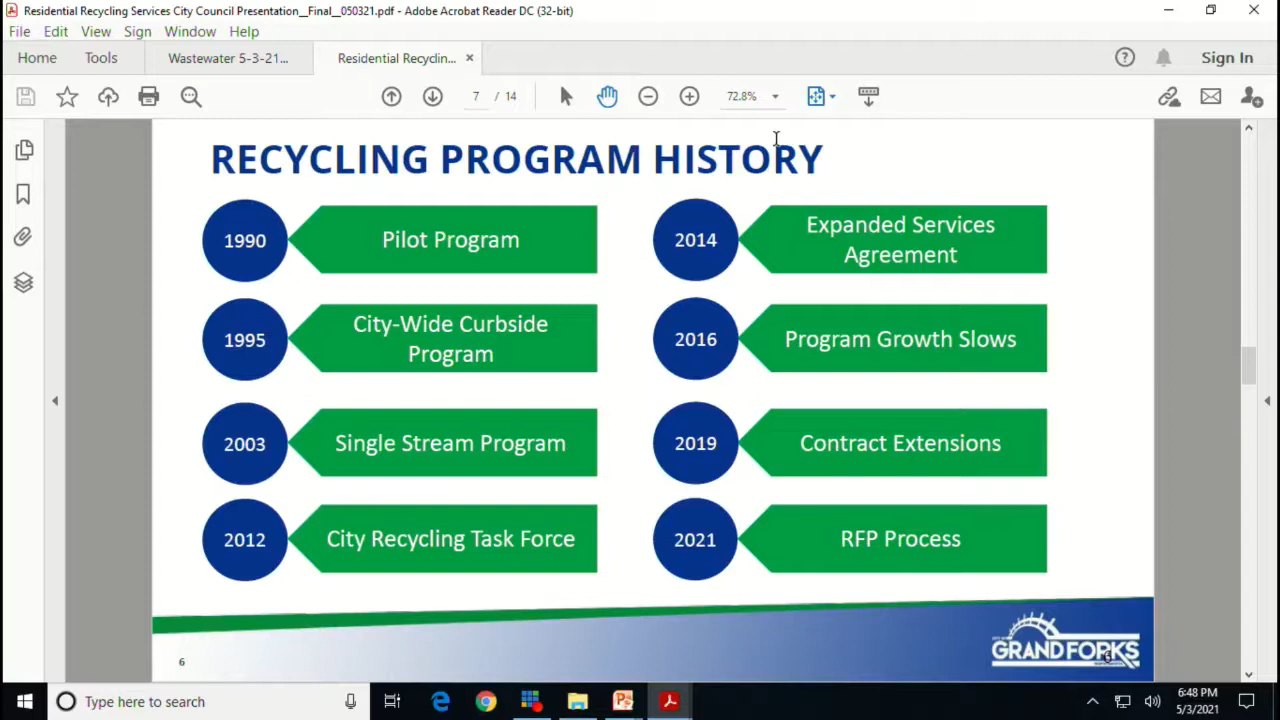 Residential Recycling Services City Council Presentation__Final__050321.pdf - Adobe Acrobat Reader DC (32-bit)
File Edit View Sign Window Help
Home Tools Wastewater 5-3-21... Residential Recyclin... × Sign In
7 / 14 72.8%
RECYCLING PROGRAM HISTORY
1990 Pilot Program
1995 City-Wide Curbside
Program
2003 Single Stream Program
2012 City Recycling Task Force
2014 Expanded Services
Agreement
2016 Program Growth Slows
2019 Contract Extensions
2021 RFP Process
6
GRAND FORKS
Type here to search
6:48 PM
5/3/2021